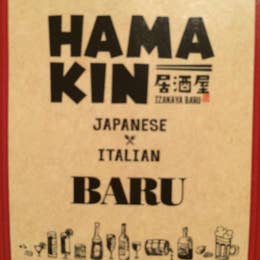 HAMA
KIN 居酒屋
IZAKAYA BARU
JAPANESE
×
ITALIAN
BARU